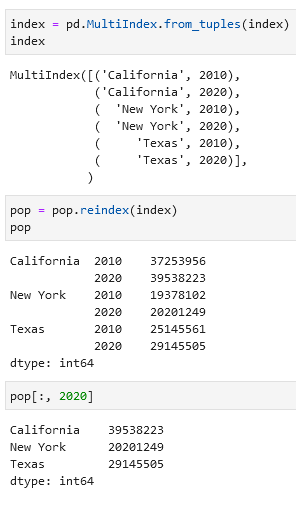 index = pd.MultiIndex.from_tuples(index)
index
MultiIndex([('California', 2010),
            ('California', 2020),
            (  'New York', 2010),
            (  'New York', 2020),
            (     'Texas', 2010),
            (     'Texas', 2020)],
           )
pop = pop.reindex(index)
pop
California  2010    37253956
            2020    39538223
New York    2010    19378102
            2020    20201249
Texas       2010    25145561
            2020    29145505
dtype: int64
pop[:, 2020]
California    39538223
New York      20201249
Texas         29145505
dtype: int64